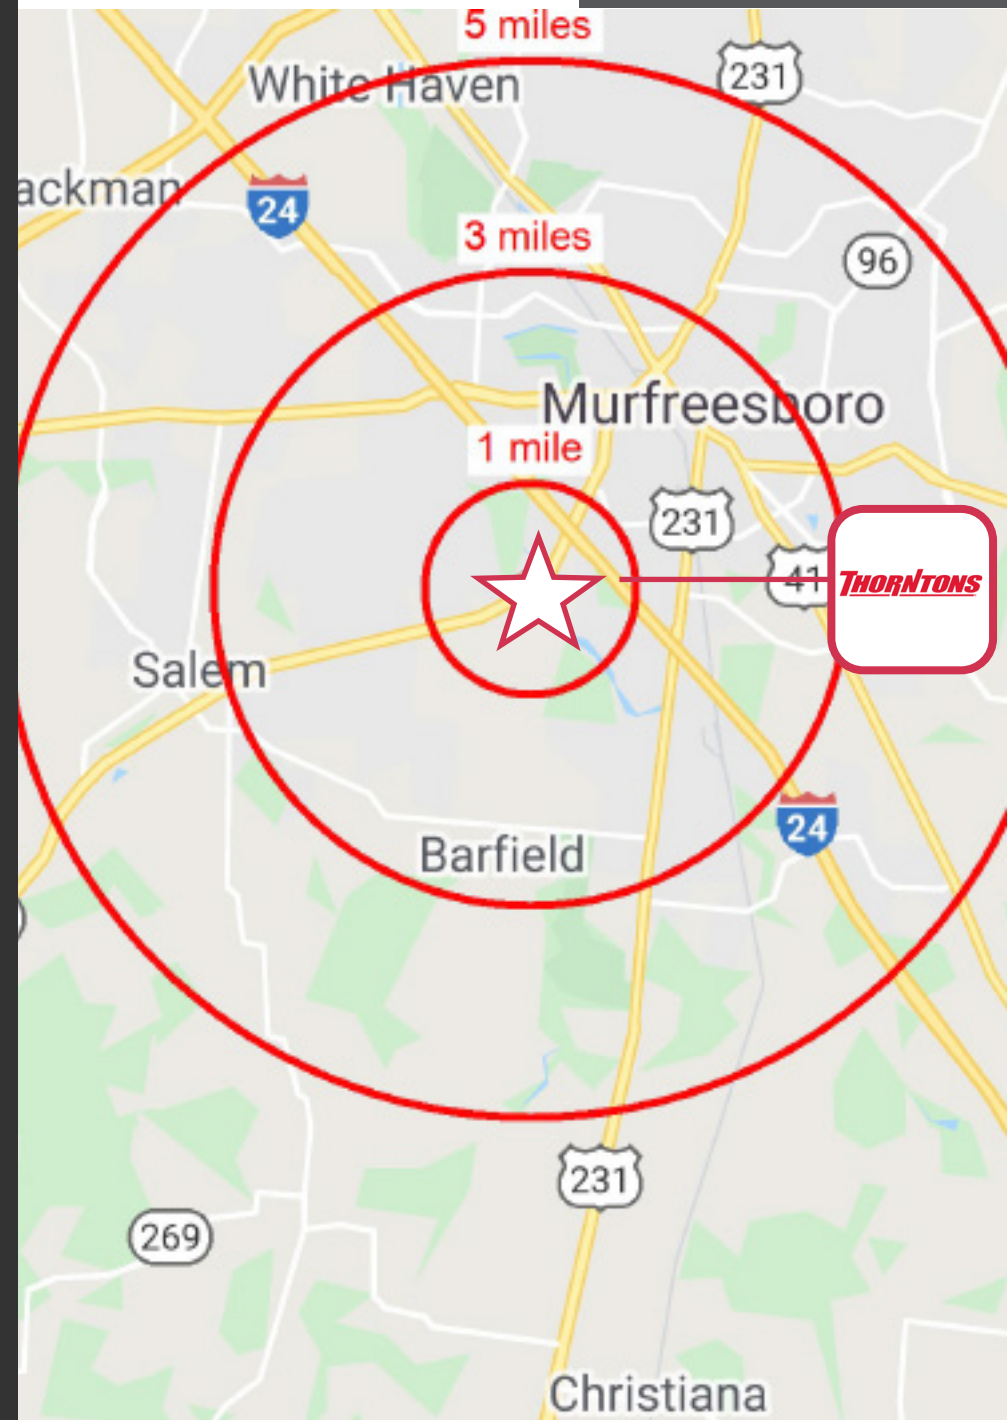 5 miles
White Haven
231
ackman
24
3 miles
96
Murfreesboro
1 mile
231
41
THORNTONS
Salem
24
Barfield
231
269
Christiana